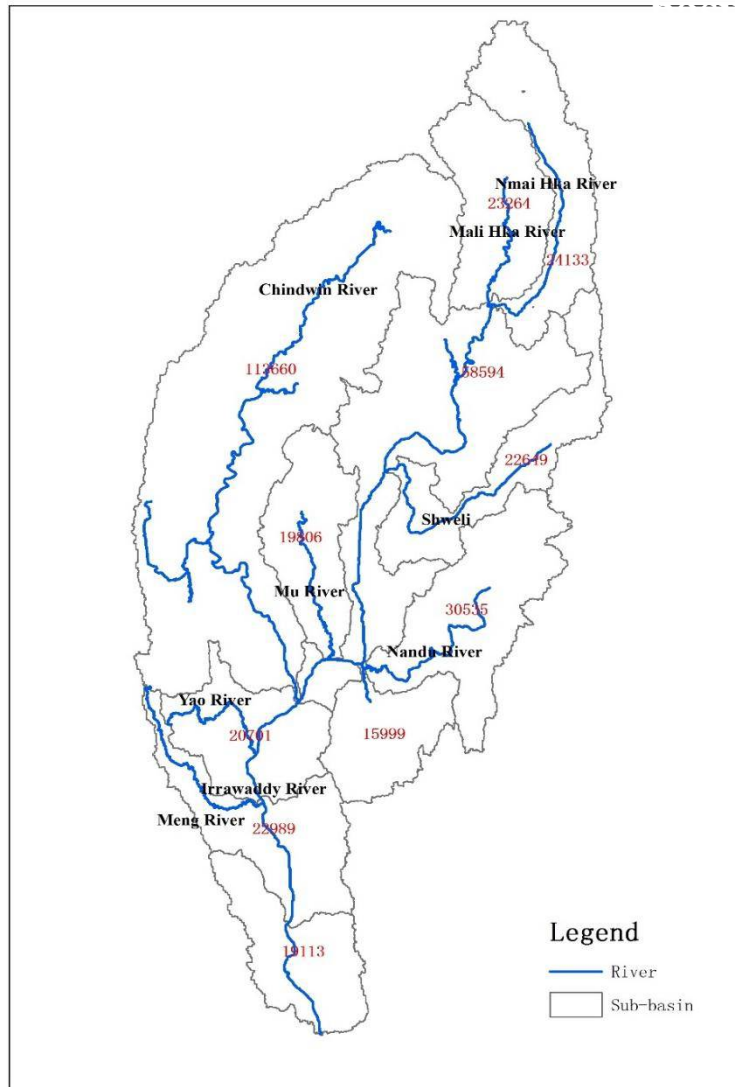 Nmai Hka River
23264
Mali Hka River
24133
Chindwin River
113660
58594
22649
Shweli
19806
Mu River
30535
Nandu River
Yao River
20701
15999
Irrawaddy River
Meng River
22989
19113
Legend
River
Sub-basin